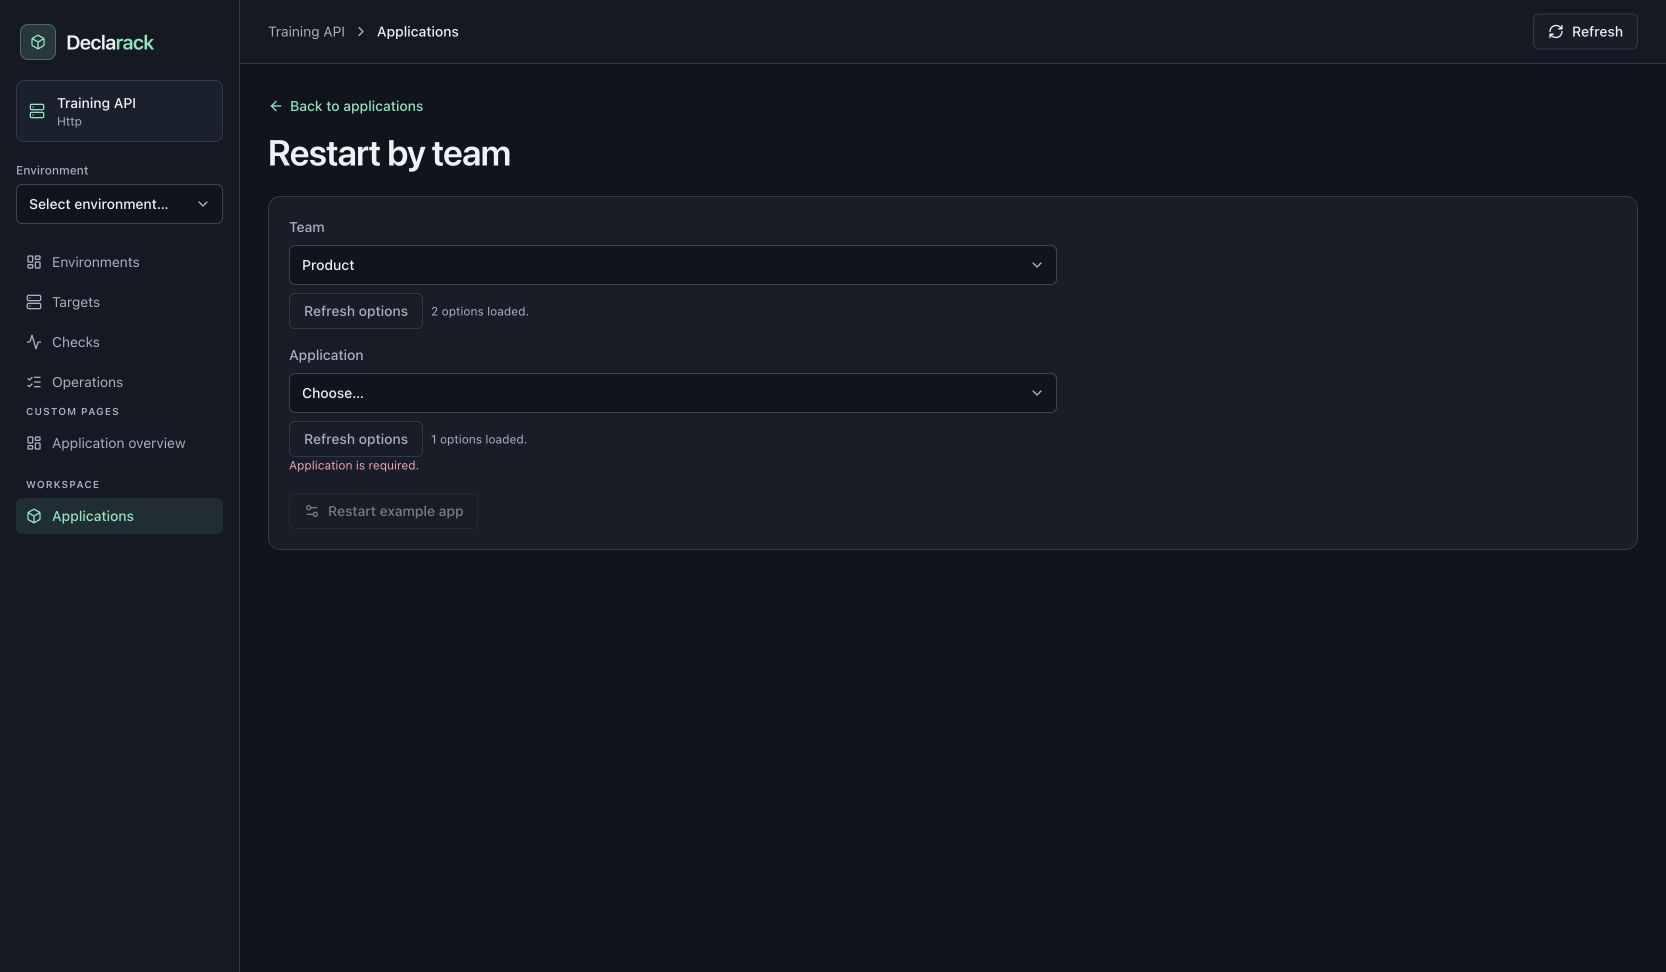 Declarack
Training API
Http
Environment
Select environment...
Environments
Targets
Checks
Operations
CUSTOM PAGES
Application overview
WORKSPACE
Applications
Training API > Applications
Refresh
← Back to applications
Restart by team
Team
Product
Refresh options
2 options loaded.
Application
Choose...
Refresh options
1 options loaded.
Application is required.
Restart example app